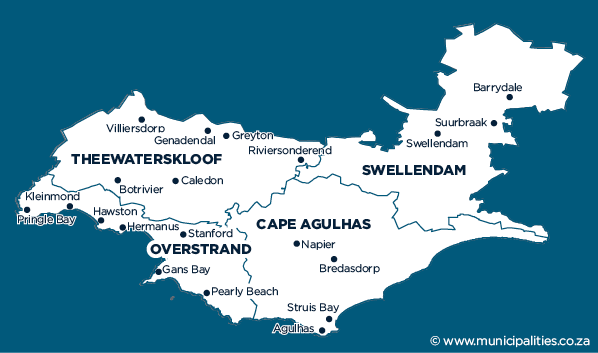 Barrydale
Suurbraak
Swellendam
Villiersdorp
Genadendal
Greyton
Riviersonderend
THEEWATERSKLOOF
SWELLENDAM
Botrivier
Caledon
Kleinmond
Pringle Bay
Hawston
Hermanus
Stanford
CAPE AGULHAS
OVERSTRAND
Napier
Gans Bay
Bredasdorp
Pearly Beach
Struis Bay
Agulhas
© www.municipalities.co.za